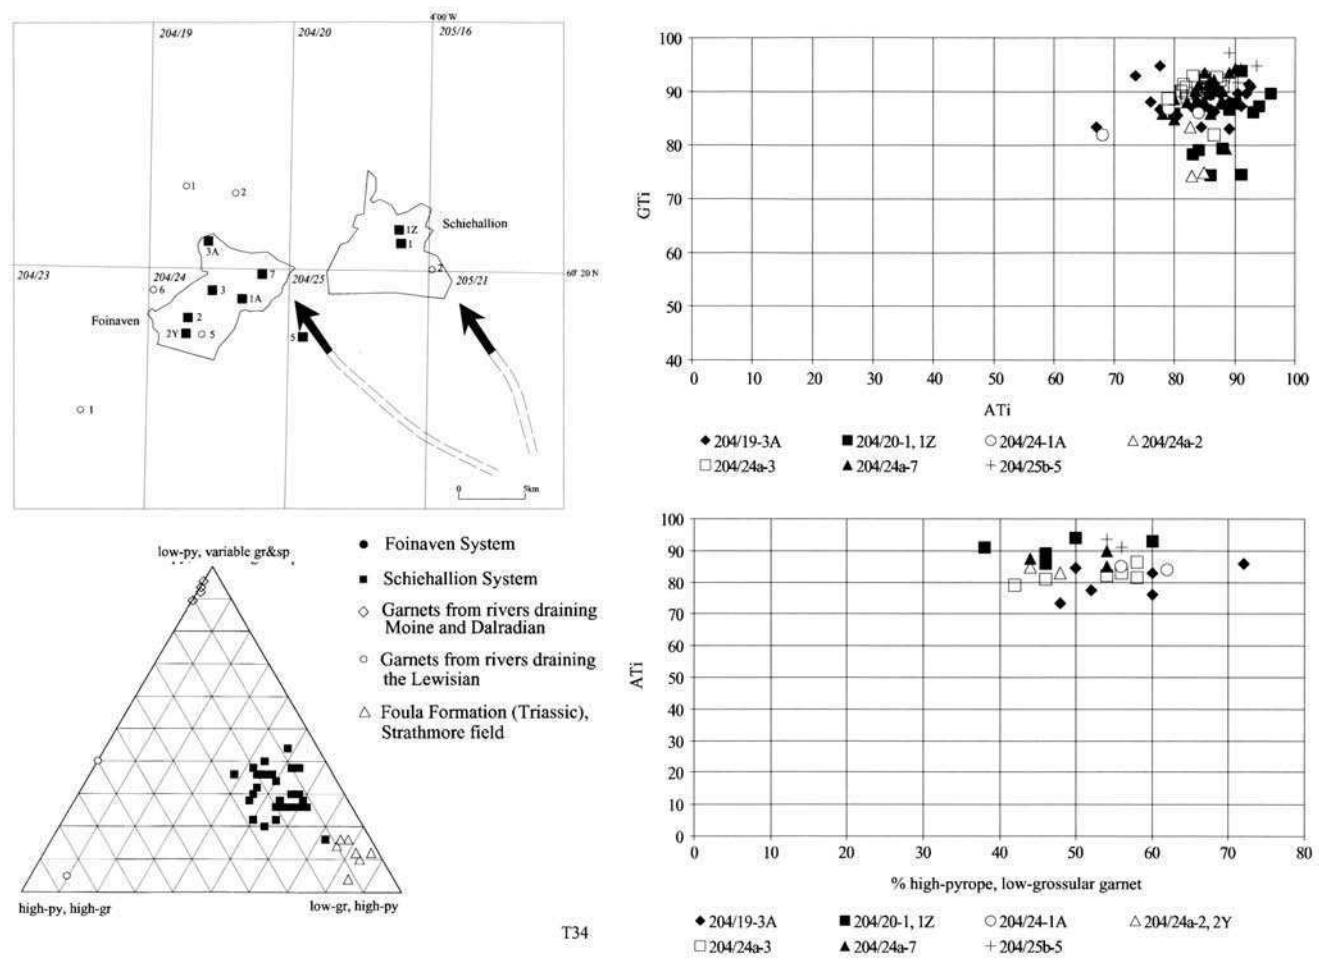 4°00' W
204/19
204/20
205/16
1
2
Schiehallion
1Z
1
3A
2
204/23
204/24
7
204/25
205/21
60° 20 N
6
3
1A
Foinaven
2
2Y
5
5
1
0
5km
low-py, variable gr&sp
high-py, high-gr
low-gr, high-py
Foinaven System
Schiehallion System
Garnets from rivers draining
Moine and Dalradian
Garnets from rivers draining
the Lewisian
Foula Formation (Triassic),
Strathmore field
T34
100
90
80
70
60
50
40
GTi
0 10 20 30 40 50 60 70 80 90 100
ATi
204/19-3A 204/20-1, 1Z 204/24-1A 204/24a-2
204/24a-3 204/24a-7 204/25b-5
100
90
80
70
60
50
40
30
20
10
0
ATi
0 10 20 30 40 50 60 70 80
% high-pyrope, low-grossular garnet
204/19-3A 204/20-1, 1Z 204/24-1A 204/24a-2, 2Y
204/24a-3 204/24a-7 204/25b-5